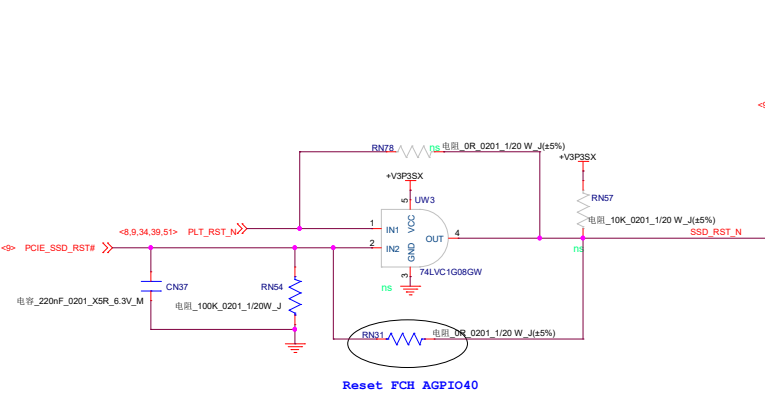 <9
RN78
ns
电阻_0R_0201_1/20 W_J(±5%)
+V3P3SX
+V3P3SX
5
UW3
RN57
<8,9,34,39,51>
PLT_RST_N
1
IN1
VCC
电阻_10K_0201_1/20 W_J(±5%)
OUT
4
SSD_RST_N
<9>
PCIE_SSD_RST#
2
IN2
GND
ns
3
74LVC1G08GW
CN37
RN54
ns
电容_220nF_0201_X5R_6.3V_M
电阻_100K_0201_1/20W_J
RN31
电阻_0R_0201_1/20 W_J(±5%)
Reset FCH AGPIO40